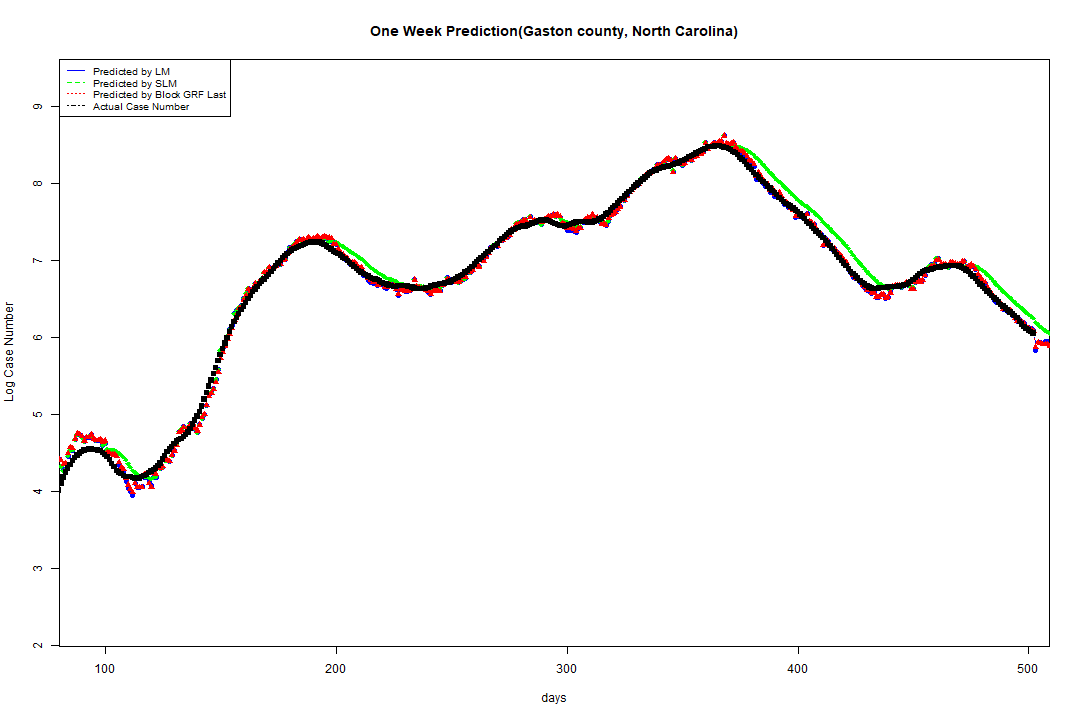 One Week Prediction(Gaston county, North Carolina)
Predicted by LM
Predicted by SLM
Predicted by Block GRF Last
Actual Case Number
9
8
7
6
5
4
3
2
Log Case Number
100 200 300 400 500
days